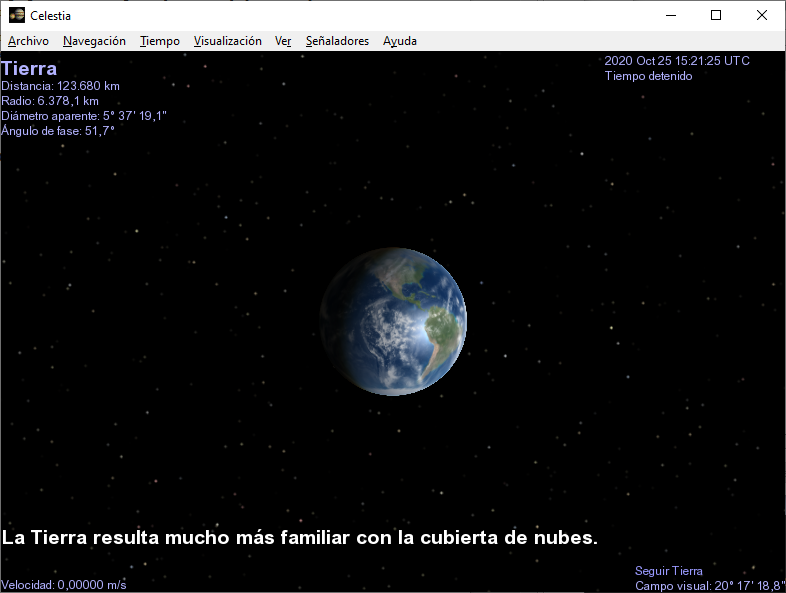 Celestia
Archivo Navegación Tiempo Visualización Ver Señaladores Ayuda
Tierra
Distancia: 123.680 km
Radio: 6.378,1 km
Diámetro aparente: 5° 37' 19,1"
Ángulo de fase: 51,7°
2020 Oct 25 15:21:25 UTC
Tiempo detenido
La Tierra resulta mucho más familiar con la cubierta de nubes.
Velocidad: 0,00000 m/s
Seguir Tierra
Campo visual: 20° 17' 18,8"